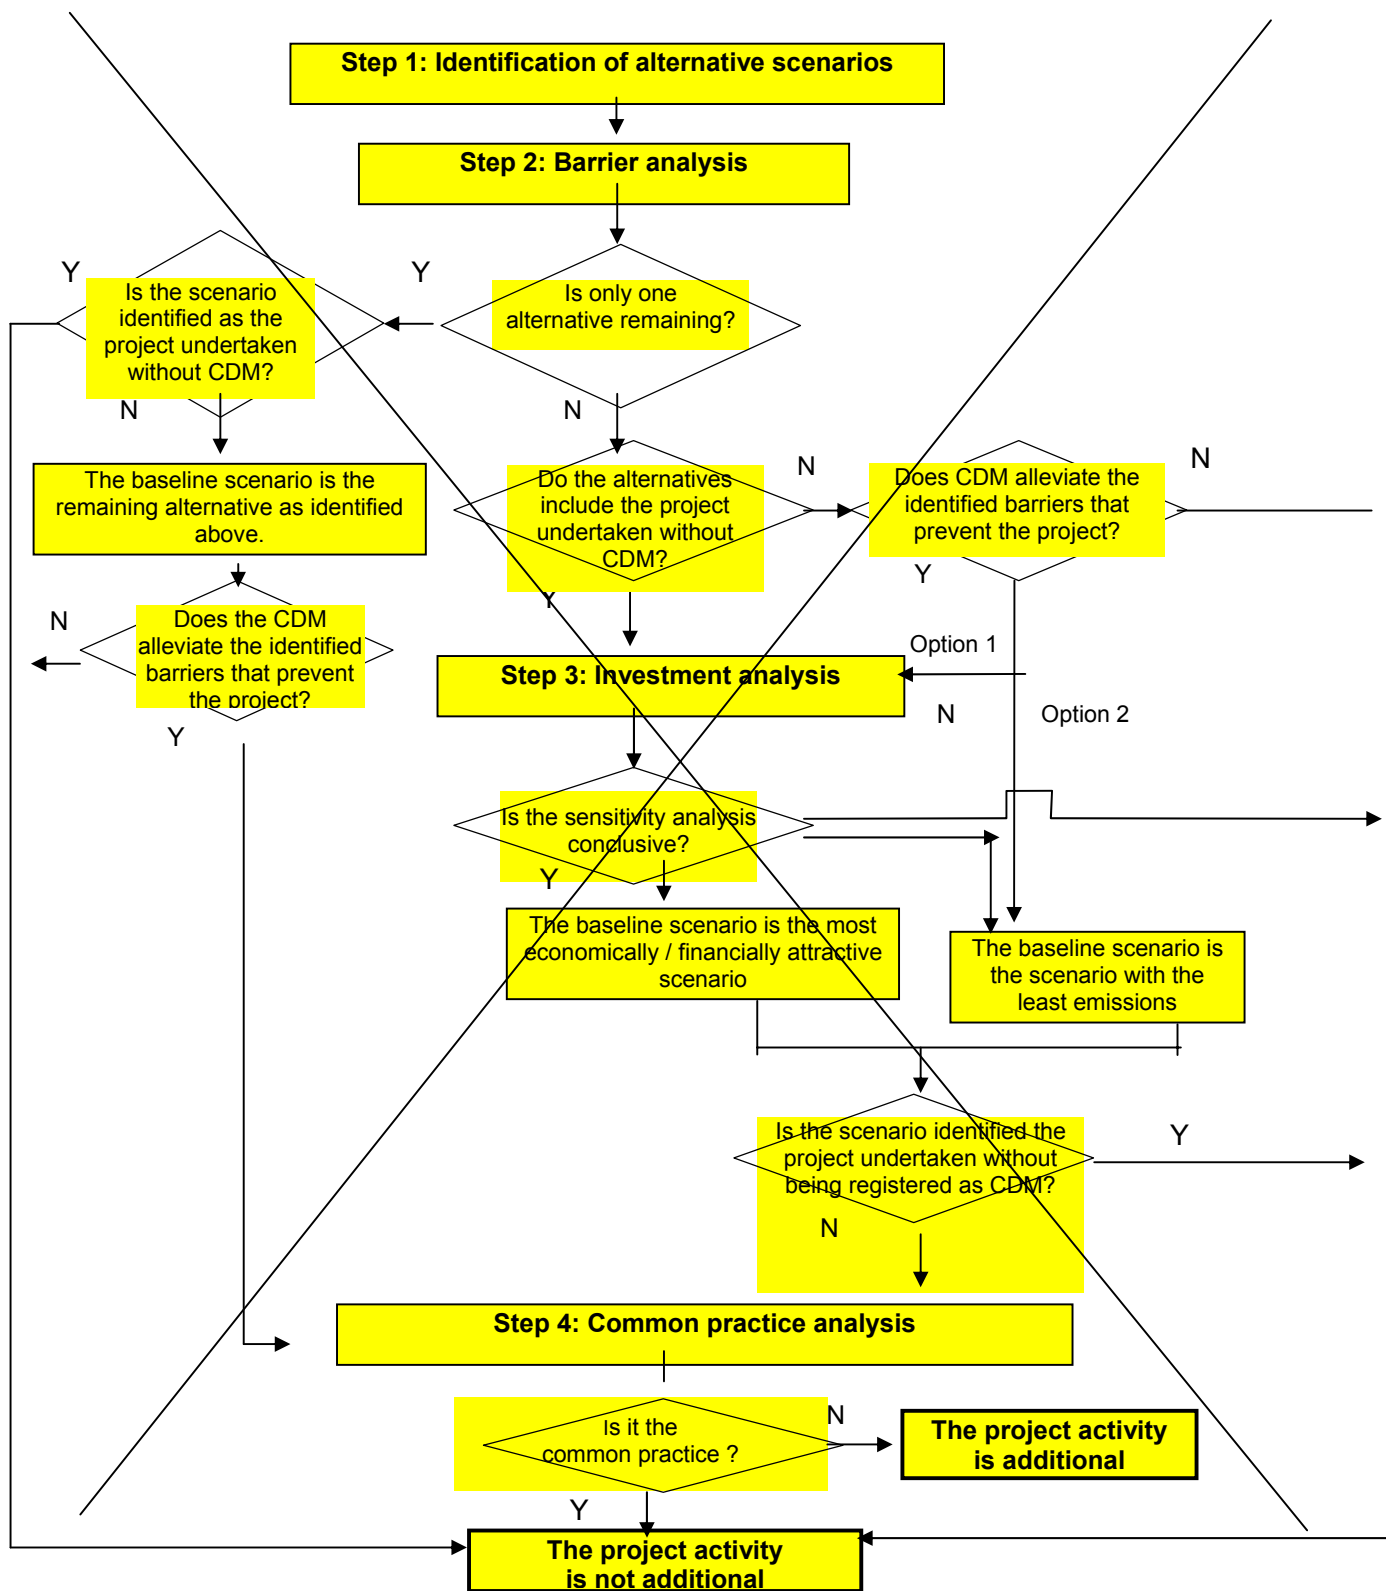 Step 1: Identification of alternative scenarios
Step 2: Barrier analysis
Y
Y
Is the scenario
identified as the
project undertaken
without CDM?
Is only one
alternative remaining?
N
N
The baseline scenario is the
remaining alternative as identified
above.
Do the alternatives
include the project
undertaken without
CDM?
N
Does CDM alleviate the
identified barriers that
prevent the project?
N
Y
Y
N
Does the CDM
alleviate the identified
barriers that prevent
the project?
Y
Option 1
Step 3: Investment analysis
N
Option 2
Is the sensitivity analysis
conclusive?
Y
The baseline scenario is the most
economically / financially attractive
scenario
The baseline scenario is
the scenario with the
least emissions
Is the scenario identified the
project undertaken without
being registered as CDM?
Y
N
Step 4: Common practice analysis
Is it the
common practice ?
N
The project activity
is additional
Y
The project activity
is not additional